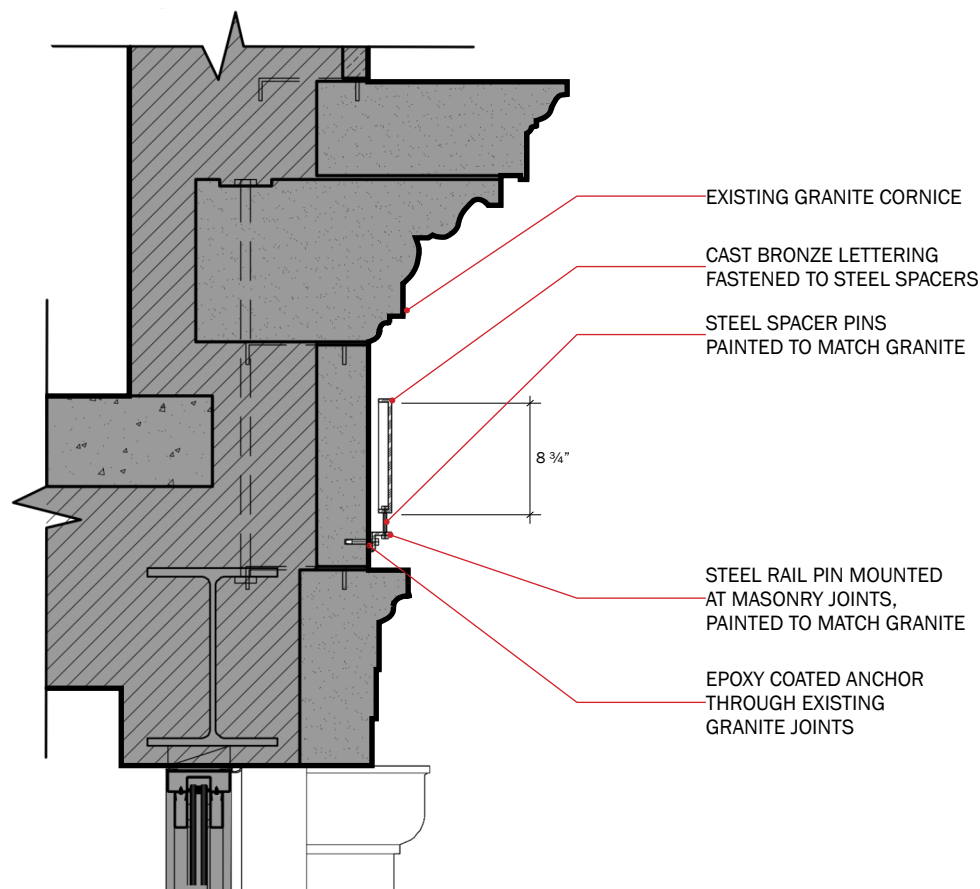 EXISTING GRANITE CORNICE
CAST BRONZE LETTERING
FASTENED TO STEEL SPACERS
STEEL SPACER PINS
PAINTED TO MATCH GRANITE
8 ¾”
STEEL RAIL PIN MOUNTED
AT MASONRY JOINTS,
PAINTED TO MATCH GRANITE
EPOXY COATED ANCHOR
THROUGH EXISTING
GRANITE JOINTS